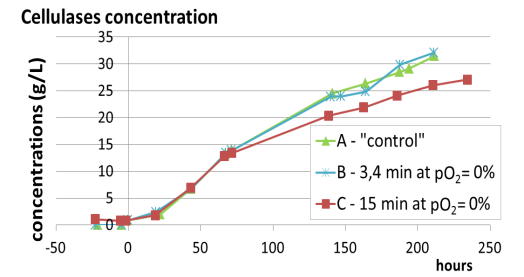 Cellulases concentration
concentrations (g/L)
35
30
25
20
15
10
5
0
-50 0 50 100 150 200 250
hours
A - "control"
B - 3,4 min at pO₂= 0%
C - 15 min at pO₂= 0%